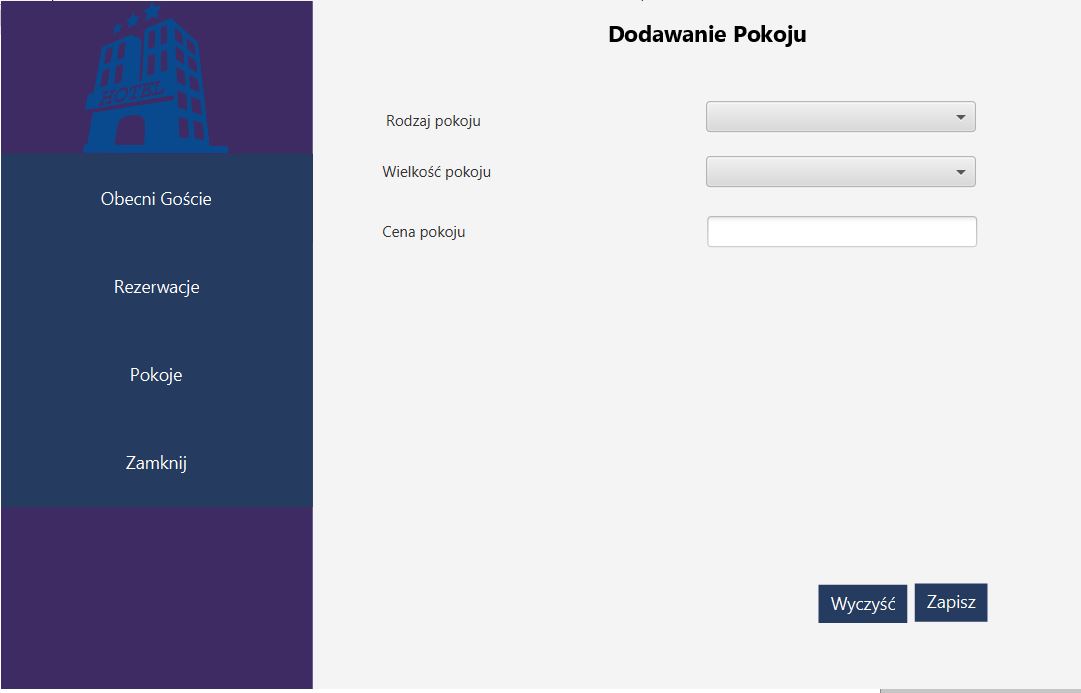 HOTEL
Dodawanie Pokoju
Rodzaj pokoju
Wielkość pokoju
Cena pokoju
Obecni Goście
Rezerwacje
Pokoje
Zamknij
Wyczyść
Zapisz